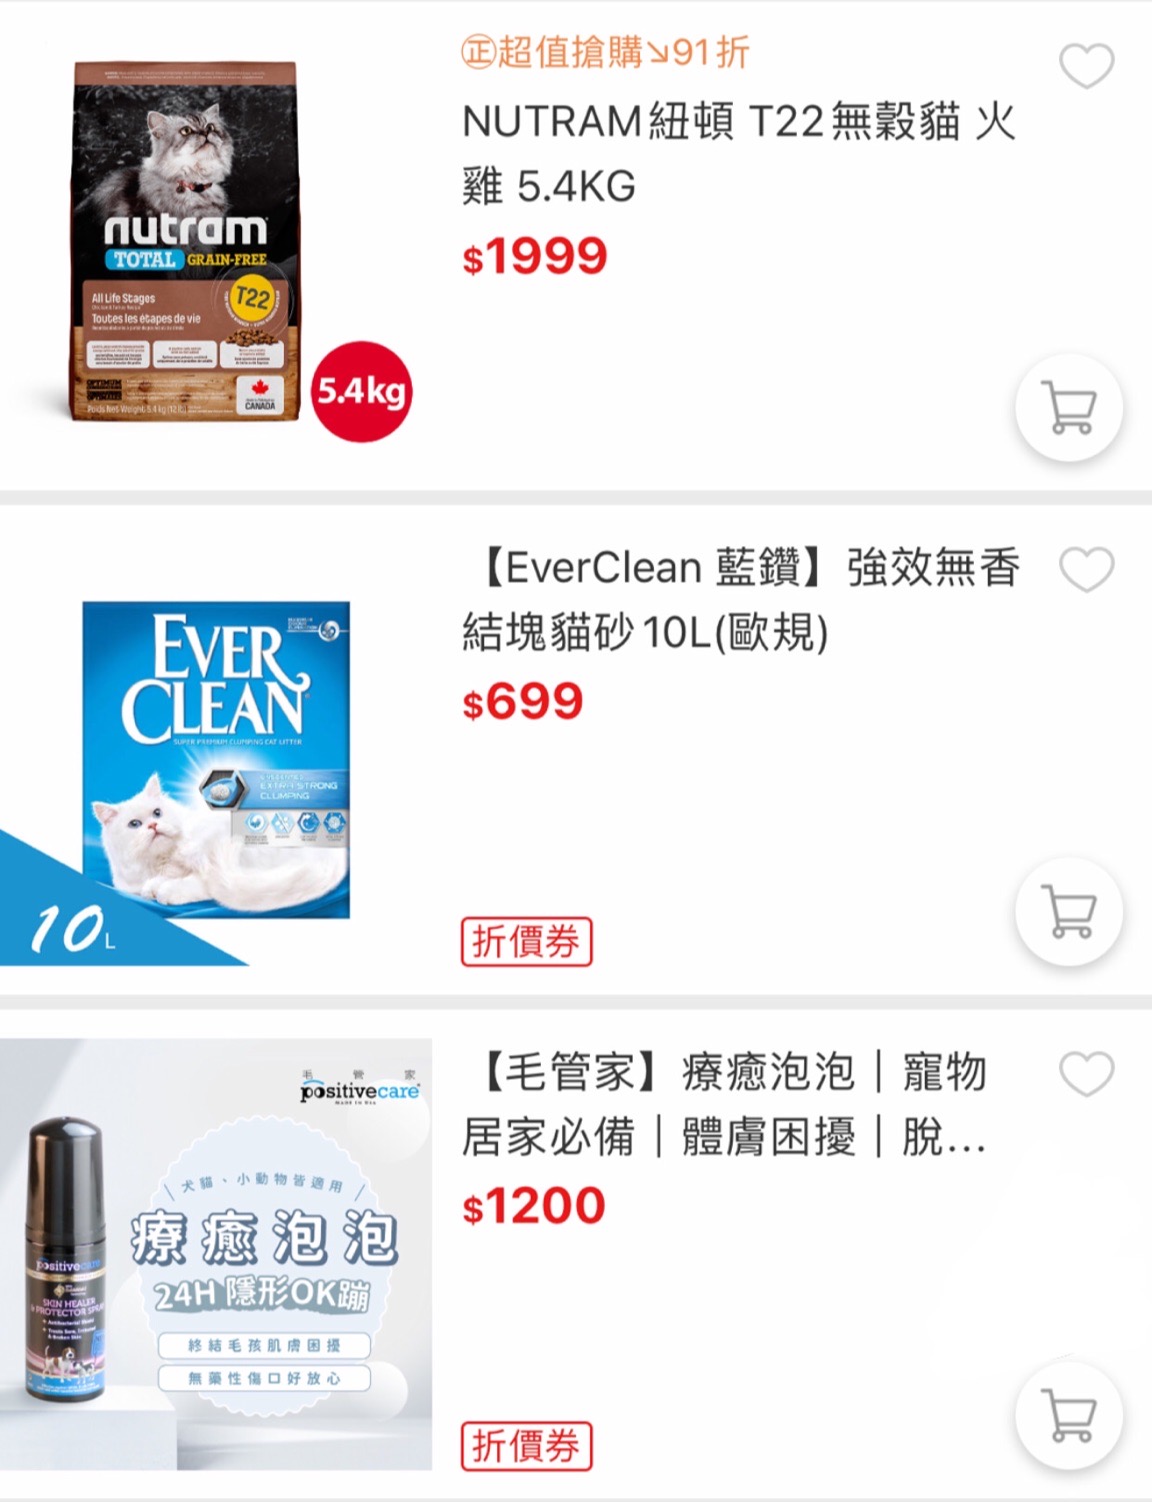 ㊣超值搶購↘91折
NUTRAM紐頓 T22無穀貓 火
雞 5.4KG
$1999
nutram
TOTAL GRAIN-FREE
T22
All Life Stages
Toutes les étapes de vie
CANADA
5.4kg
【EverClean 藍鑽】強效無香
結塊貓砂10L(歐規)
$699
折價券
EVER
CLEAN
SUPER PREMIUM CLUMPING CAT LITTER
EXTRA STRONG
CLUMPING
10L
【毛管家】療癒泡泡｜寵物
居家必備｜體膚困擾｜脫...
$1200
折價券
毛管家
positivecare
MADE IN USA
犬貓、小動物皆適用
療癒泡泡
24H 隱形OK蹦
終結毛孩肌膚困擾
無藥性傷口好放心
positivecare
SKIN HEALER
& PROTECTOR SPRAY